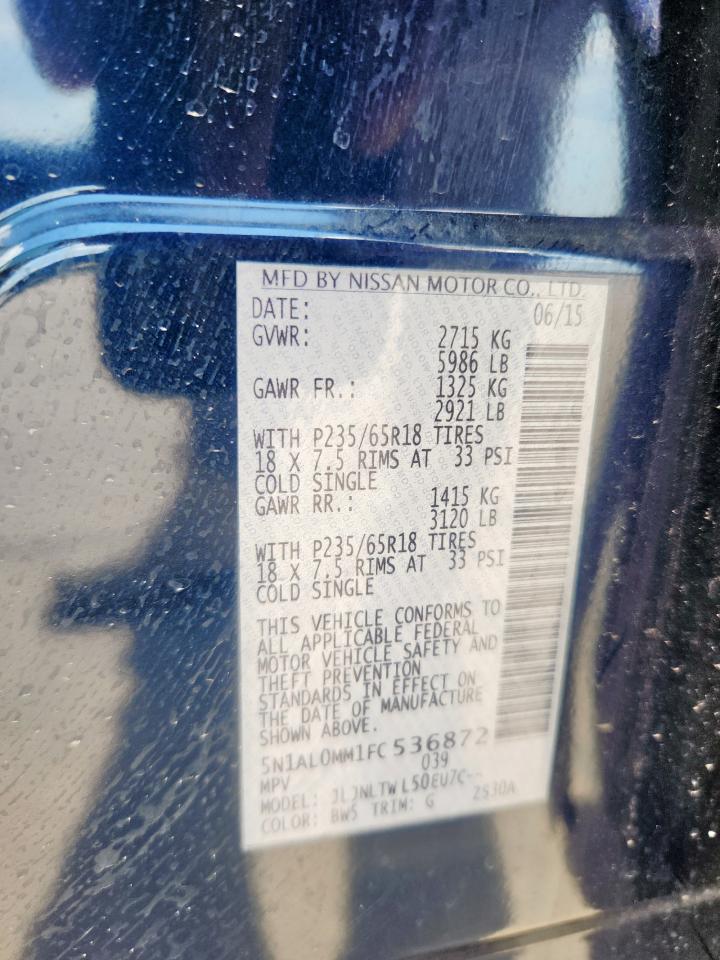 MFD BY NISSAN MOTOR CO., LTD.
DATE: 06/15
GVWR: 2715 KG
5986 LB
GAWR FR.: 1325 KG
2921 LB
WITH P235/65R18 TIRES
18 X 7.5 RIMS AT 33 PSI
COLD SINGLE
GAWR RR.: 1415 KG
3120 LB
WITH P235/65R18 TIRES
18 X 7.5 RIMS AT 33 PSI
COLD SINGLE
THIS VEHICLE CONFORMS TO
ALL APPLICABLE FEDERAL
MOTOR VEHICLE SAFETY AND
THEFT PREVENTION
STANDARDS IN EFFECT ON
THE DATE OF MANUFACTURE
SHOWN ABOVE.
5N1AL0MM1FC536872
MPV 039
MODEL: JLJNLTWL50EU7C--
COLOR: BW5 TRIM: G 2S30A